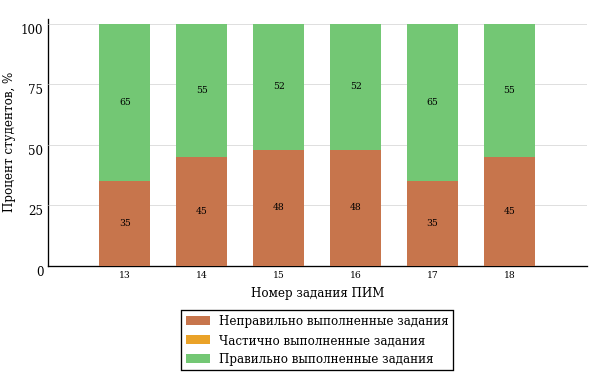 Процент студентов, %
100
75
50
25
0
65 55 52 52 65 55
35 45 48 48 35 45
13 14 15 16 17 18
Номер задания ПИМ
Неправильно выполненные задания
Частично выполненные задания
Правильно выполненные задания